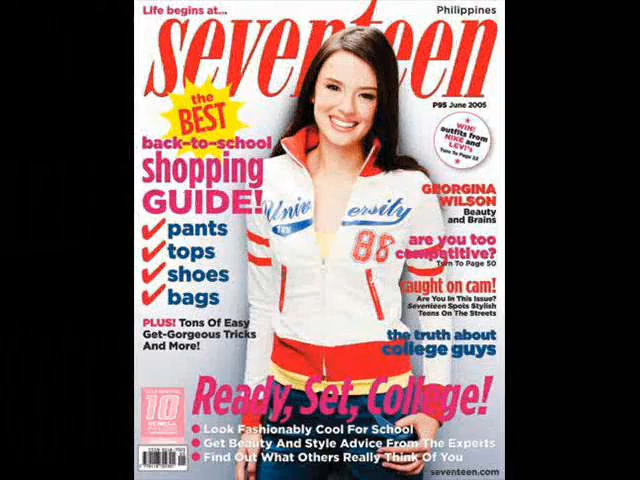 Life begins at...
Philippines
seventeen
P95 June 2005
the
BEST
back-to-school
shopping
GUIDE!
pants
tops
shoes
bags
PLUS! Tons Of Easy
Get-Gorgeous Tricks
And More!
WIN!
outfits from
NIKE and
LEVI's
Turn To Page 22
GEORGINA
WILSON
Beauty
and Brains
are you too
competitive?
Turn To Page 50
caught on cam!
Are You In This Issue?
Seventeen Spots Stylish
Teens On The Streets
the truth about
college guys
University
88
Ready, Set, College!
Look Fashionably Cool For School
Get Beauty And Style Advice From The Experts
Find Out What Others Really Think Of You
10
seventeen.com